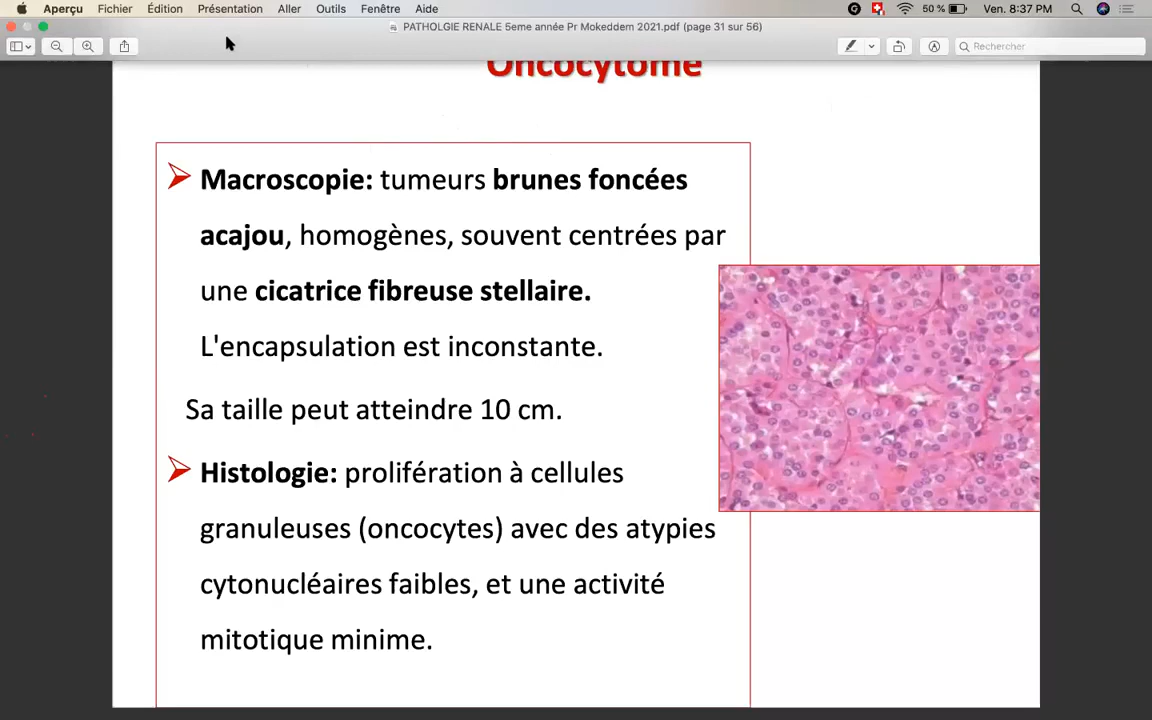 Aperçu Fichier Édition Présentation Aller Outils Fenêtre Aide 50 % Ven. 8:37 PM
PATHOLGIE RENALE 5eme année Pr Mokeddem 2021.pdf (page 31 sur 56)
Rechercher
Oncocytome
Macroscopie: tumeurs brunes foncées
acajou, homogènes, souvent centrées par
une cicatrice fibreuse stellaire.
L'encapsulation est inconstante.
Sa taille peut atteindre 10 cm.
Histologie: prolifération à cellules
granuleuses (oncocytes) avec des atypies
cytonucléaires faibles, et une activité
mitotique minime.